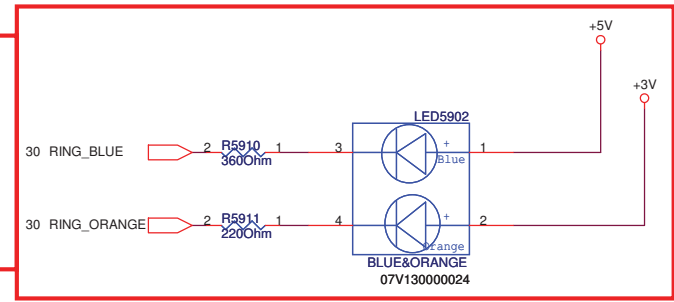 +5V
+3V
LED5902
30 RING_BLUE 2 R5910 1 3 + 1
360Ohm Blue
30 RING_ORANGE 2 R5911 1 4 + 2
220Ohm Orange
BLUE&ORANGE
07V130000024